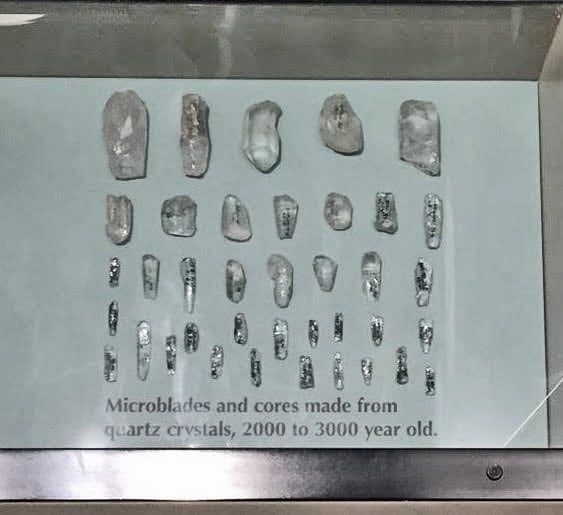 Microblades and cores made from
quartz crystals, 2000 to 3000 year old.